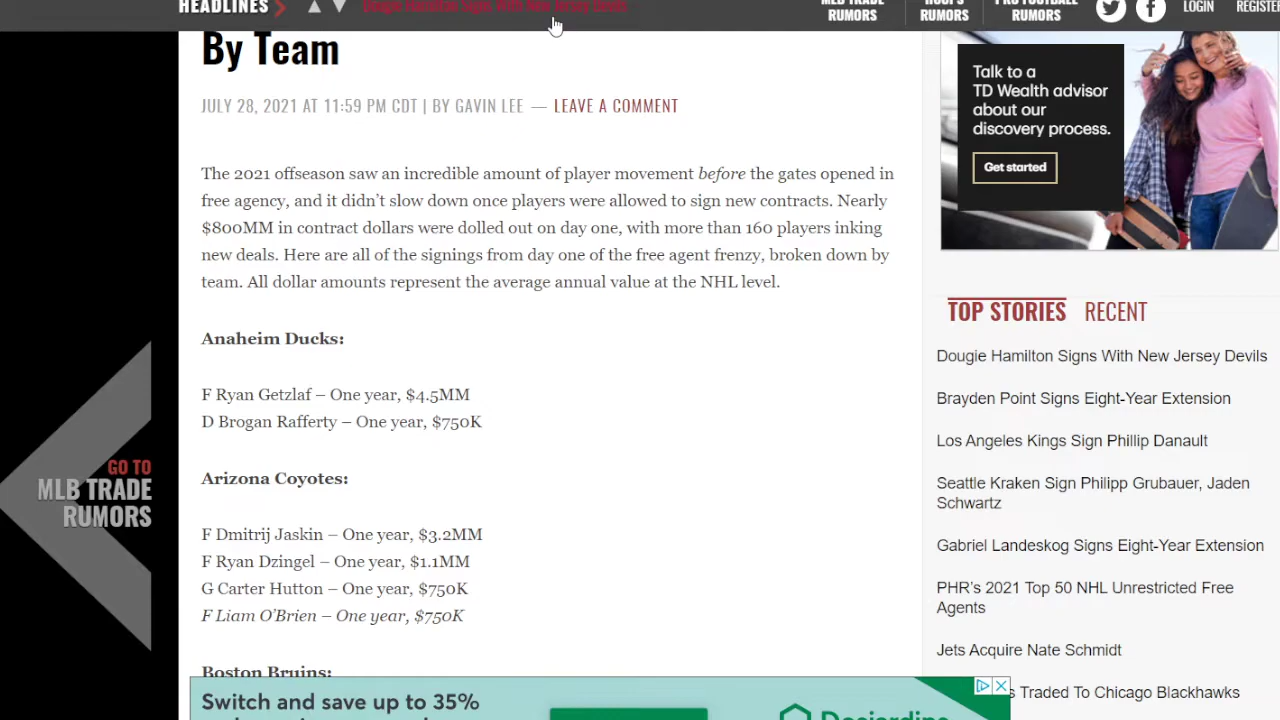 HEADLINES
Dougie Hamilton Signs With New Jersey Devils
MLB TRADE
RUMORS
HOOPS
RUMORS
PRO FOOTBALL
RUMORS
LOGIN
REGISTER
By Team
JULY 28, 2021 AT 11:59 PM CDT | BY GAVIN LEE — LEAVE A COMMENT
The 2021 offseason saw an incredible amount of player movement before the gates opened in
free agency, and it didn't slow down once players were allowed to sign new contracts. Nearly
$800MM in contract dollars were dolled out on day one, with more than 160 players inking
new deals. Here are all of the signings from day one of the free agent frenzy, broken down by
team. All dollar amounts represent the average annual value at the NHL level.
Anaheim Ducks:
F Ryan Getzlaf – One year, $4.5MM
D Brogan Rafferty – One year, $750K
Arizona Coyotes:
F Dmitrij Jaskin – One year, $3.2MM
F Ryan Dzingel – One year, $1.1MM
G Carter Hutton – One year, $750K
F Liam O'Brien – One year, $750K
Boston Bruins:
GO TO
MLB TRADE
RUMORS
Talk to a
TD Wealth advisor
about our
discovery process.
Get started
TOP STORIES RECENT
Dougie Hamilton Signs With New Jersey Devils
Brayden Point Signs Eight-Year Extension
Los Angeles Kings Sign Phillip Danault
Seattle Kraken Sign Philipp Grubauer, Jaden
Schwartz
Gabriel Landeskog Signs Eight-Year Extension
PHR's 2021 Top 50 NHL Unrestricted Free
Agents
Jets Acquire Nate Schmidt
s Traded To Chicago Blackhawks
Switch and save up to 35%
Desjardins